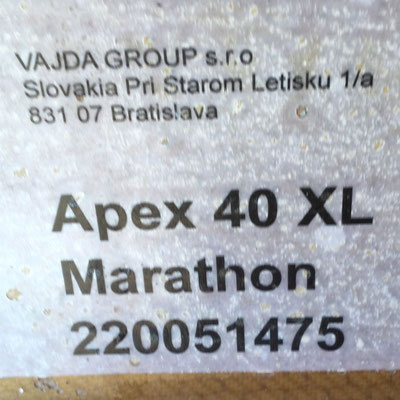 VAJDA GROUP s.r.o
Slovakia Pri Starom Letisku 1/a
831 07 Bratislava
Apex 40 XL
Marathon
220051475